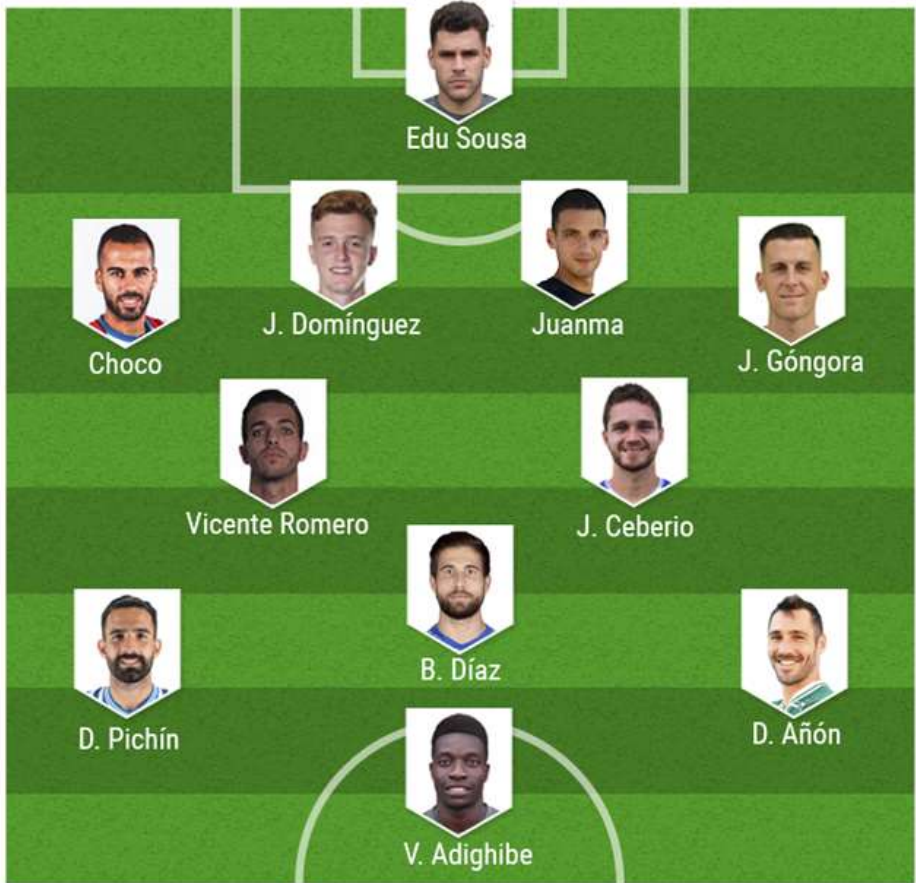 Edu Sousa
J. Domínguez
Juanma
Choco
J. Góngora
Vicente Romero
J. Ceberio
B. Díaz
D. Pichín
D. Añón
V. Adighibe